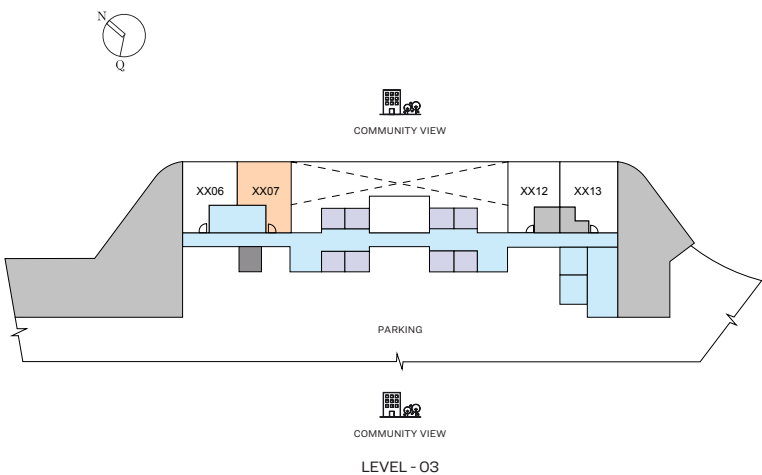 N
Q
COMMUNITY VIEW
XX06 XX07 XX12 XX13
PARKING
COMMUNITY VIEW
LEVEL - 03